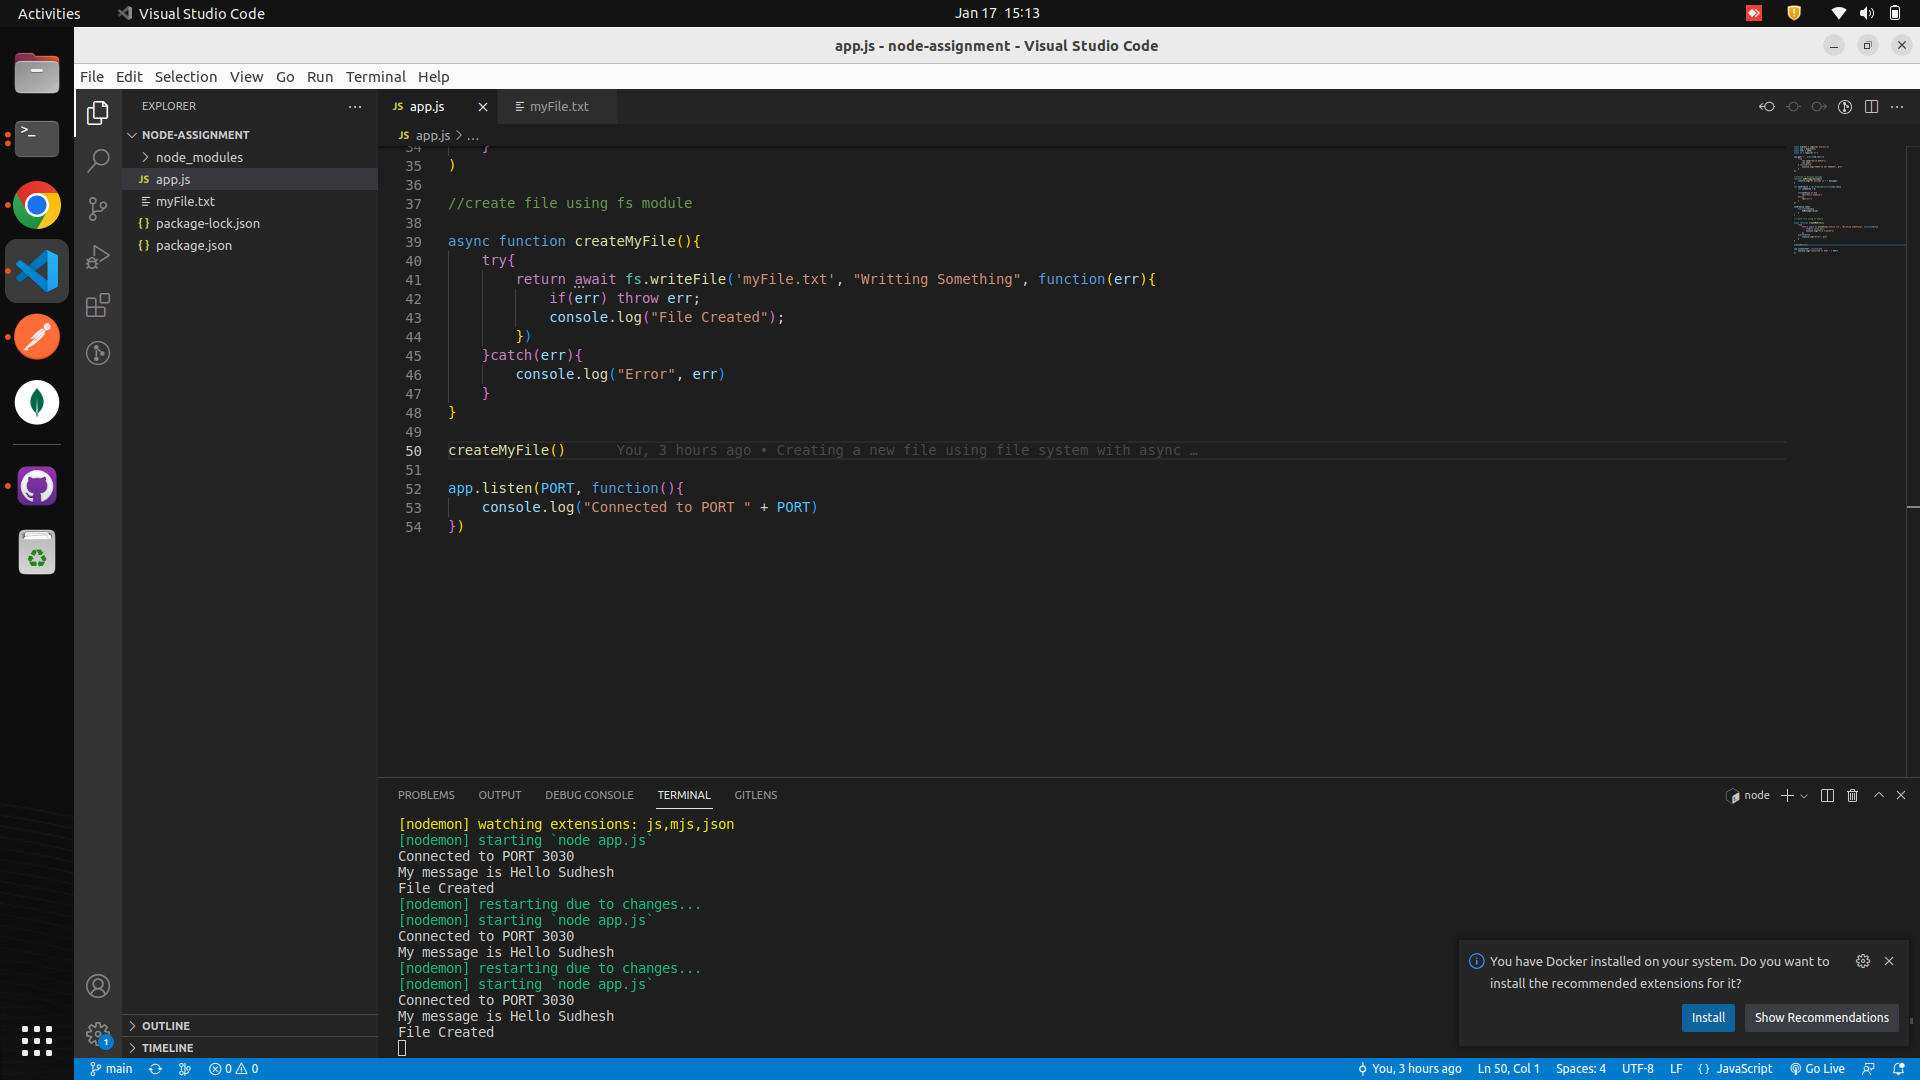 Activities
Visual Studio Code
Jan 17 15:13
app.js - node-assignment - Visual Studio Code
File Edit Selection View Go Run Terminal Help
EXPLORER
NODE-ASSIGNMENT
node_modules
JS app.js
myFile.txt
{} package-lock.json
{} package.json
OUTLINE
TIMELINE
JS app.js
myFile.txt
JS app.js > ...
34 }
35 )
36
37 //create file using fs module
38
39 async function createMyFile(){
40 try{
41 return await fs.writeFile('myFile.txt', "Writting Something", function(err){
42 if(err) throw err;
43 console.log("File Created");
44 })
45 }catch(err){
46 console.log("Error", err)
47 }
48 }
49
50 createMyFile() You, 3 hours ago • Creating a new file using file system with async …
51
52 app.listen(PORT, function(){
53 console.log("Connected to PORT " + PORT)
54 })
PROBLEMS OUTPUT DEBUG CONSOLE TERMINAL GITLENS
node
[nodemon] watching extensions: js,mjs,json
[nodemon] starting `node app.js`
Connected to PORT 3030
My message is Hello Sudhesh
File Created
[nodemon] restarting due to changes...
[nodemon] starting `node app.js`
Connected to PORT 3030
My message is Hello Sudhesh
[nodemon] restarting due to changes...
[nodemon] starting `node app.js`
Connected to PORT 3030
My message is Hello Sudhesh
File Created
You have Docker installed on your system. Do you want to
install the recommended extensions for it?
Install
Show Recommendations
1
main
0 0
You, 3 hours ago
Ln 50, Col 1
Spaces: 4
UTF-8
LF
{} JavaScript
Go Live